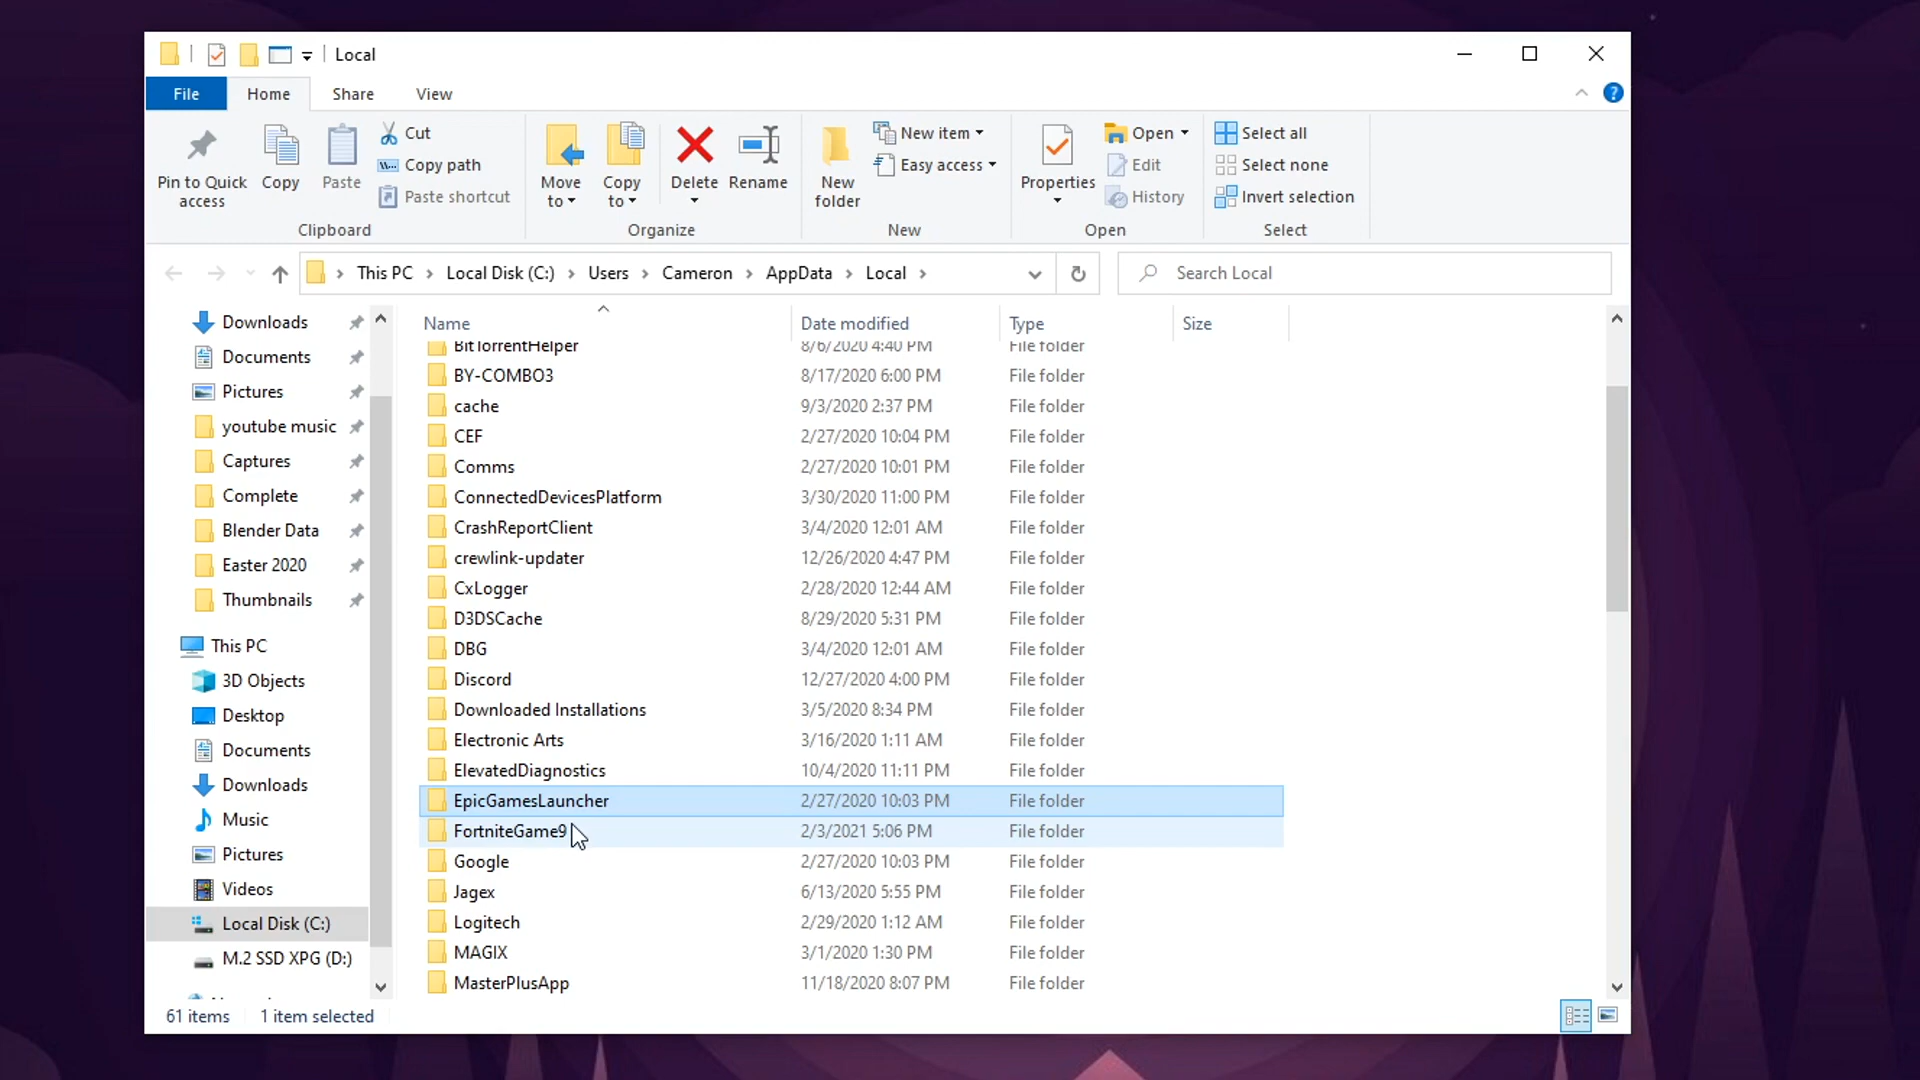 Local
File Home Share View
Pin to Quick access
Copy
Paste
Cut
Copy path
Paste shortcut
Clipboard
Move to
Copy to
Delete
Rename
Organize
New folder
New item
Easy access
New
Properties
Open
Edit
History
Open
Select all
Select none
Invert selection
Select
This PC Local Disk (C:) Users Cameron AppData Local
Search Local
Downloads
Documents
Pictures
youtube music
Captures
Complete
Blender Data
Easter 2020
Thumbnails
This PC
3D Objects
Desktop
Documents
Downloads
Music
Pictures
Videos
Local Disk (C:)
M.2 SSD XPG (D:)
Name Date modified Type Size
BitTorrentHelper 8/6/2020 4:40 PM File folder
BY-COMBO3 8/17/2020 6:00 PM File folder
cache 9/3/2020 2:37 PM File folder
CEF 2/27/2020 10:04 PM File folder
Comms 2/27/2020 10:01 PM File folder
ConnectedDevicesPlatform 3/30/2020 11:00 PM File folder
CrashReportClient 3/4/2020 12:01 AM File folder
crewlink-updater 12/26/2020 4:47 PM File folder
CxLogger 2/28/2020 12:44 AM File folder
D3DSCache 8/29/2020 5:31 PM File folder
DBG 3/4/2020 12:01 AM File folder
Discord 12/27/2020 4:00 PM File folder
Downloaded Installations 3/5/2020 8:34 PM File folder
Electronic Arts 3/16/2020 1:11 AM File folder
ElevatedDiagnostics 10/4/2020 11:11 PM File folder
EpicGamesLauncher 2/27/2020 10:03 PM File folder
FortniteGame9 2/3/2021 5:06 PM File folder
Google 2/27/2020 10:03 PM File folder
Jagex 6/13/2020 5:55 PM File folder
Logitech 2/29/2020 1:12 AM File folder
MAGIX 3/1/2020 1:30 PM File folder
MasterPlusApp 11/18/2020 8:07 PM File folder
61 items 1 item selected